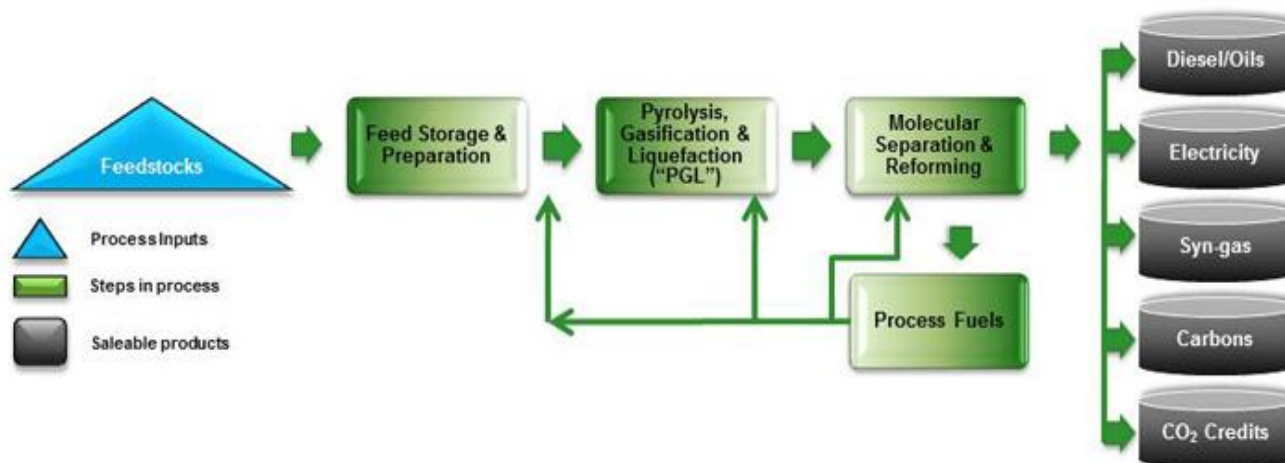 Feedstocks
Process Inputs
Steps in process
Saleable products
Feed Storage &
Preparation
Pyrolysis,
Gasification &
Liquefaction
(“PGL”)
Molecular
Separation &
Reforming
Process Fuels
Diesel/Oils
Electricity
Syn-gas
Carbons
CO₂ Credits